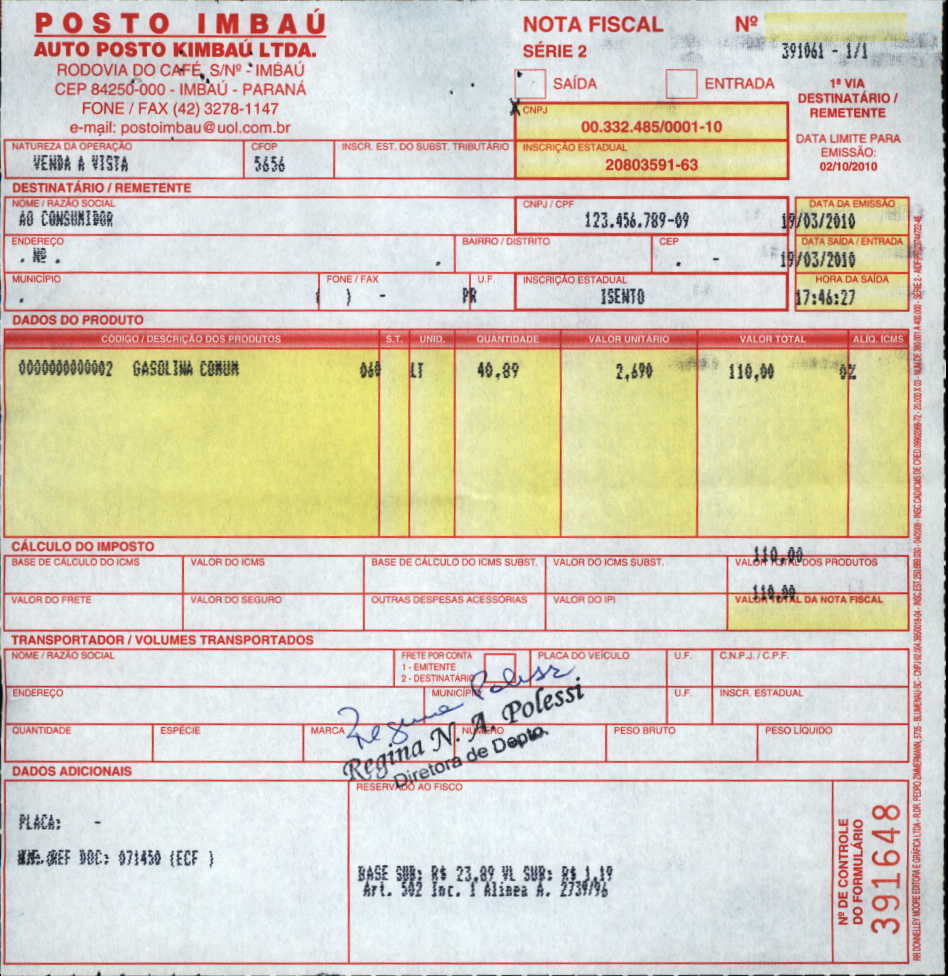 POSTO IMBAÚ
AUTO POSTO KIMBAÚ LTDA.
RODOVIA DO CAFÉ, S/Nº - IMBAÚ
CEP 84250-000 - IMBAÚ - PARANÁ
FONE / FAX (42) 3278-1147
e-mail: postoimbau@uol.com.br
NOTA FISCAL Nº
SÉRIE 2 391061 - 1/1
SAÍDA ENTRADA
1ª VIA
DESTINATÁRIO /
REMETENTE
X
CNPJ
00.332.485/0001-10
DATA LIMITE PARA
EMISSÃO:
02/10/2010
NATUREZA DA OPERAÇÃO CFOP INSCR. EST. DO SUBST. TRIBUTÁRIO INSCRIÇÃO ESTADUAL
VENDA A VISTA 5656 20803591-63
DESTINATÁRIO / REMETENTE
NOME / RAZÃO SOCIAL CNPJ / CPF DATA DA EMISSÃO
AO CONSUMIDOR 123.456.789-09 19/03/2010
ENDEREÇO BAIRRO / DISTRITO CEP DATA SAÍDA / ENTRADA
. Nº . . . - 19/03/2010
MUNICÍPIO FONE / FAX U.F. INSCRIÇÃO ESTADUAL HORA DA SAÍDA
. ( ) - PR ISENTO 17:46:27
DADOS DO PRODUTO
CÓDIGO / DESCRIÇÃO DOS PRODUTOS S.T. UNID. QUANTIDADE VALOR UNITÁRIO VALOR TOTAL ALÍQ. ICMS
0000000000002 GASOLINA COMUM 060 LT 40,89 2,690 110,00 0%
CÁLCULO DO IMPOSTO
BASE DE CÁLCULO DO ICMS VALOR DO ICMS BASE DE CÁLCULO DO ICMS SUBST. VALOR DO ICMS SUBST. VALOR TOTAL DOS PRODUTOS
110,00
VALOR DO FRETE VALOR DO SEGURO OUTRAS DESPESAS ACESSÓRIAS VALOR DO IPI VALOR TOTAL DA NOTA FISCAL
110,00
TRANSPORTADOR / VOLUMES TRANSPORTADOS
NOME / RAZÃO SOCIAL FRETE POR CONTA PLACA DO VEÍCULO U.F. C.N.P.J. / C.P.F.
1 - EMITENTE
2 - DESTINATÁRIO
ENDEREÇO MUNICÍPIO U.F. INSCR. ESTADUAL
QUANTIDADE ESPÉCIE MARCA NÚMERO PESO BRUTO PESO LÍQUIDO
Regina Polessi
Regina N. A. Polessi
Diretora de Depto.
DADOS ADICIONAIS
RESERVADO AO FISCO
PLACA: -
REF DOC: 071450 (ECF )
BASE SUB: R$ 23,89 VL SUB: R$ 1,19
Art. 502 Inc. 1 Alinea A. 2739/96
Nº DE CONTROLE
DO FORMULÁRIO
391648